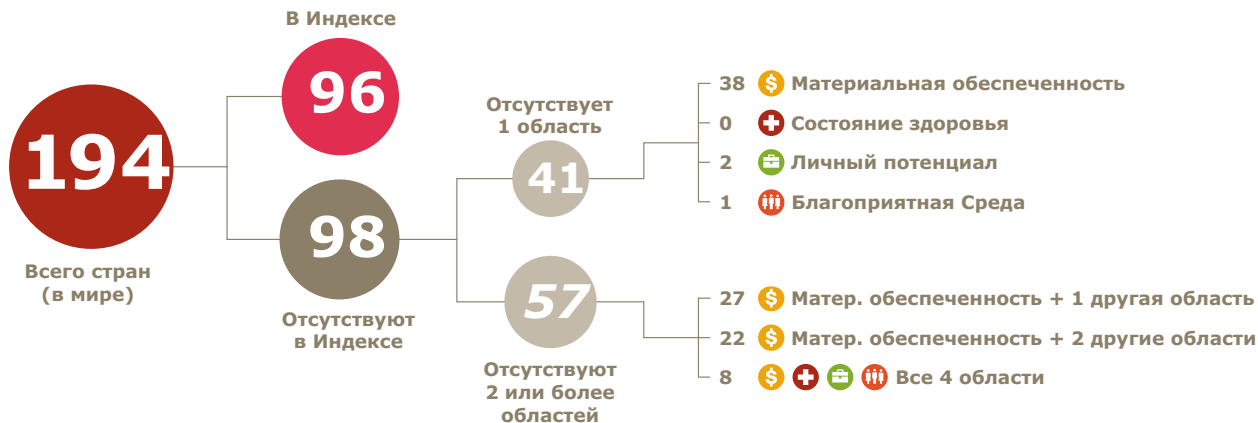 194
Всего стран
(в мире)
В Индексе
96
98
Отсутствуют
в Индексе
Отсутствует
1 область
41
57
Отсутствуют
2 или более
областей
38 $ Материальная обеспеченность
0 Состояние здоровья
2 Личный потенциал
1 Благоприятная Среда
27 $ Матер. обеспеченность + 1 другая область
22 $ Матер. обеспеченность + 2 другие области
8 $ Все 4 области